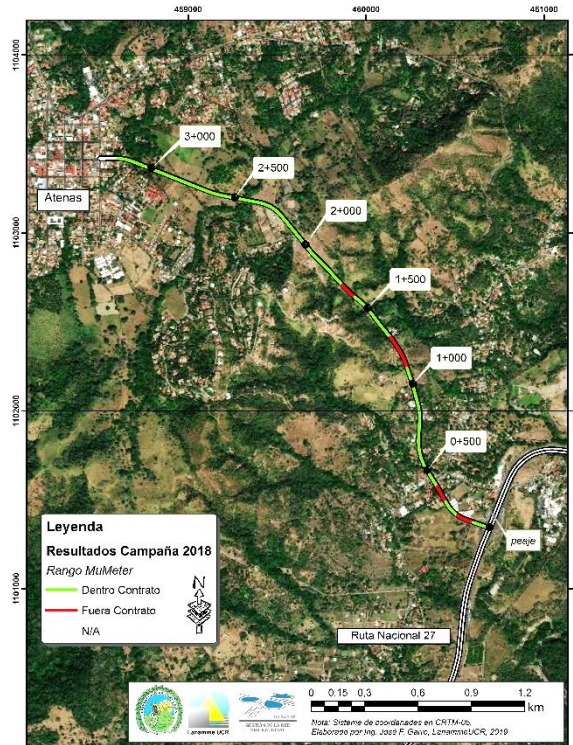 459000
460000
461000
1104000
3+000
2+500
Atenas
2+000
1103000
1+500
1+000
1102000
0+500
peaje
Leyenda
Resultados Campaña 2018
Rango MuMeter
N
Dentro Contrato
Fuera Contrato
N/A
1101000
Ruta Nacional 27
Lanamme UCR
0 0.15 0.3 0.6 0.9 1.2
km
Nota: Sistema de coordenadas en CRTM-05.
Elaborado por Ing. José F. Garro, LanammeUCR, 2019